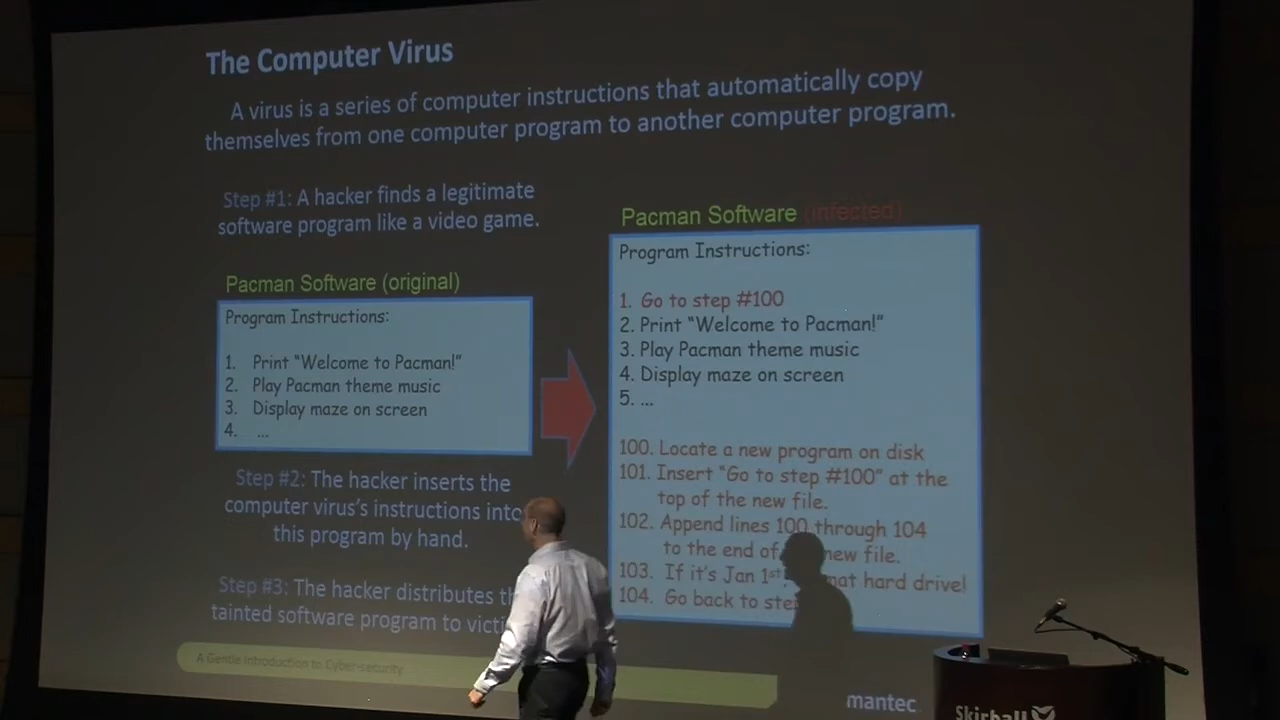 The Computer Virus
A virus is a series of computer instructions that automatically copy
themselves from one computer program to another computer program.
Step #1: A hacker finds a legitimate
software program like a video game.
Pacman Software (original)
Program Instructions:
1. Print “Welcome to Pacman!”
2. Play Pacman theme music
3. Display maze on screen
4. ...
Step #2: The hacker inserts the
computer virus’s instructions into
this program by hand.
Step #3: The hacker distributes
tainted software program to
Pacman Software (infected)
Program Instructions:
1. Go to step #100
2. Print “Welcome to Pacman!”
3. Play Pacman theme music
4. Display maze on screen
5. ...
100. Locate a new program on disk
101. Insert “Go to step #100” at the
top of the new file.
102. Append lines 100 through 104
to the end of new file.
103. If it’s Jan 1st, hard drive!
104. Go back to
A Gentle Introduction to Cyber-security
mantec
Skirball